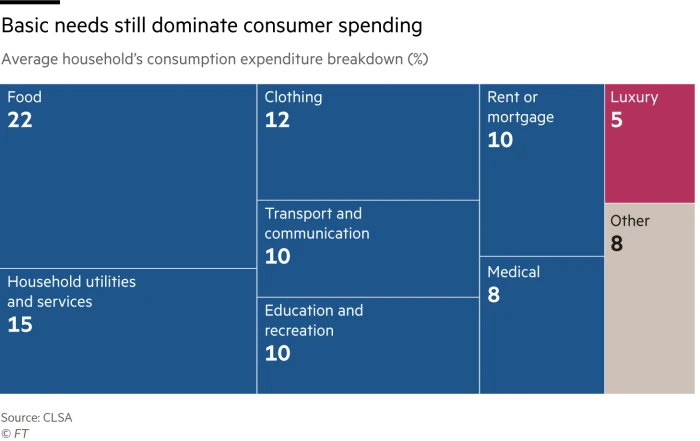 Basic needs still dominate consumer spending
Average household’s consumption expenditure breakdown (%)
Food
22
Household utilities
and services
15
Clothing
12
Transport and
communication
10
Education and
recreation
10
Rent or
mortgage
10
Medical
8
Luxury
5
Other
8
Source: CLSA
© FT